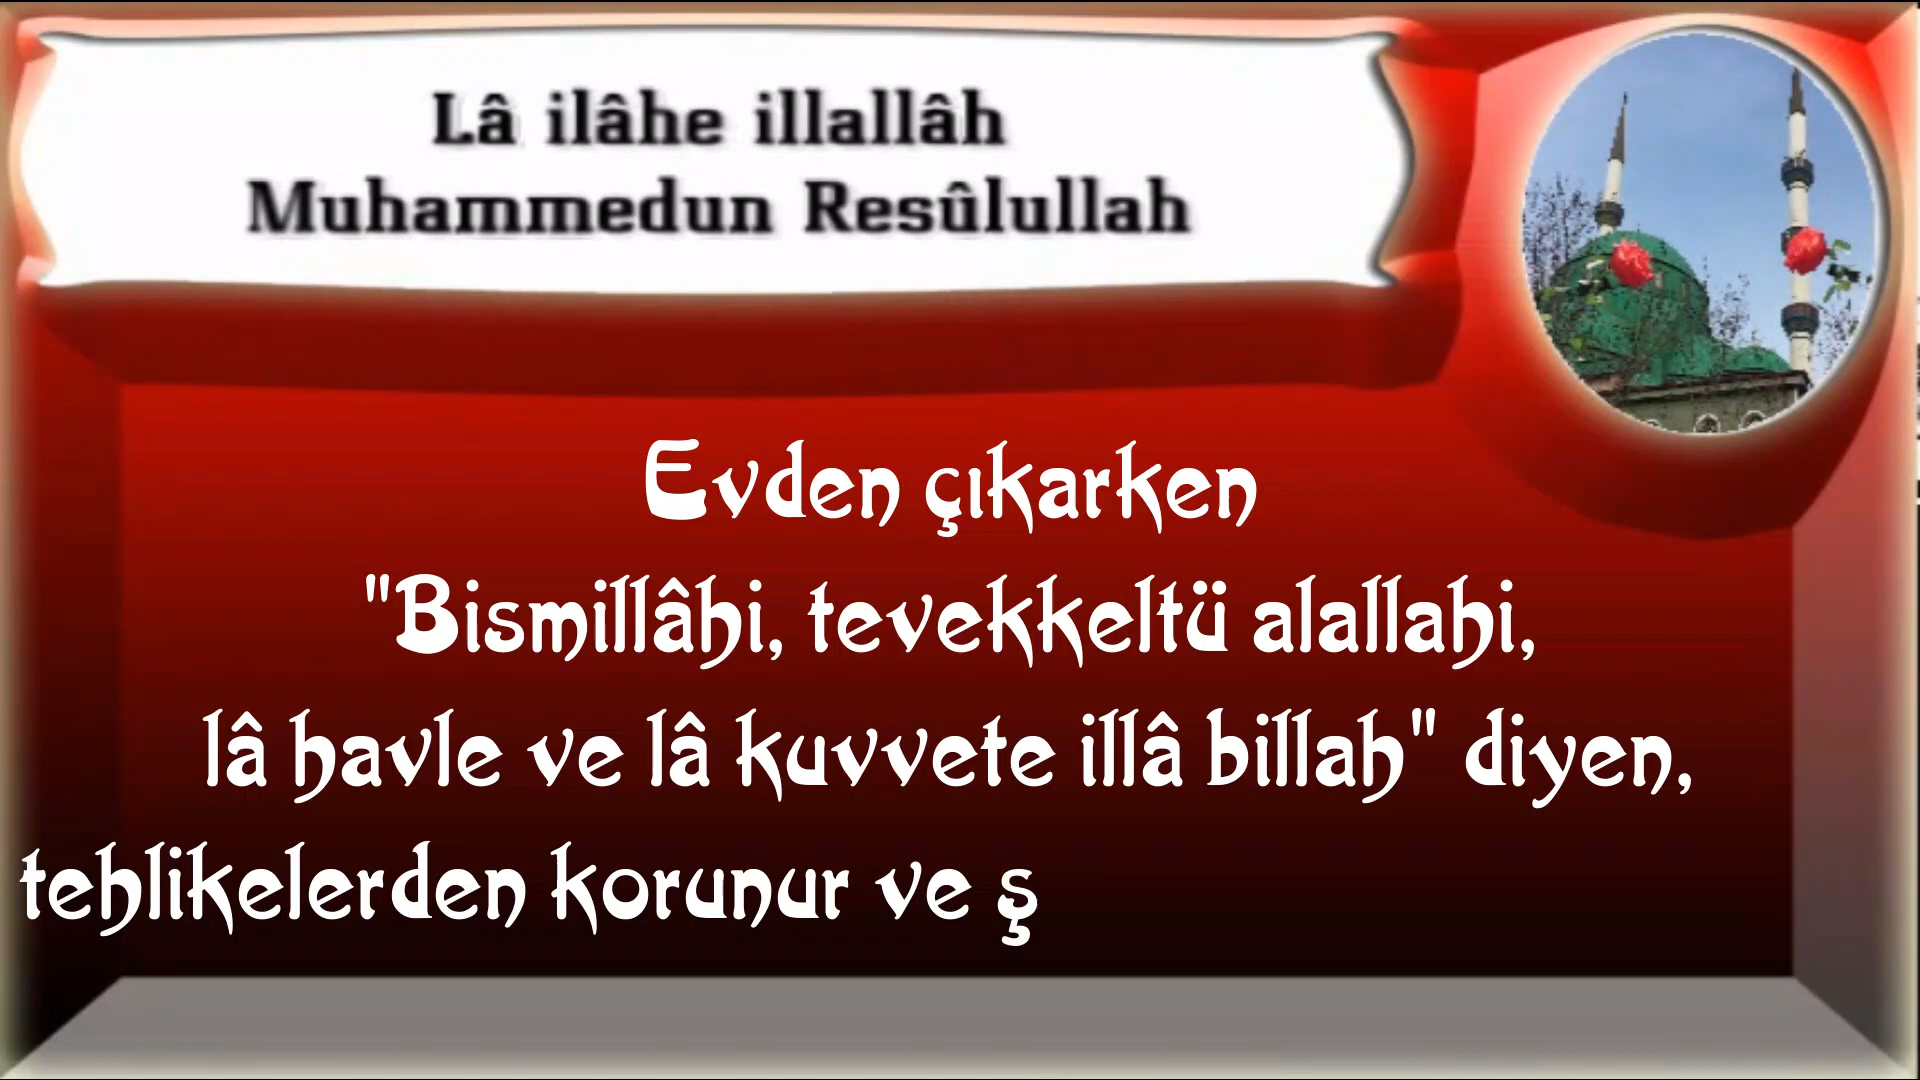 Lâ ilâhe illallâh
Muhammedun Resûlullah
Evden çıkarken
"Bismillâhi, tevekkeltü alallahi,
lâ havle ve lâ kuvvete illâ billah" diyen,
tehlikelerden korunur ve ş